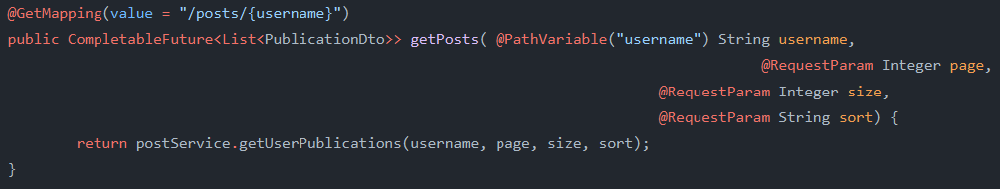 @GetMapping(value = "/posts/{username}")
public CompletableFuture<List<PublicationDto>> getPosts( @PathVariable("username") String username,
@RequestParam Integer page,
@RequestParam Integer size,
@RequestParam String sort) {
return postService.getUserPublications(username, page, size, sort);
}